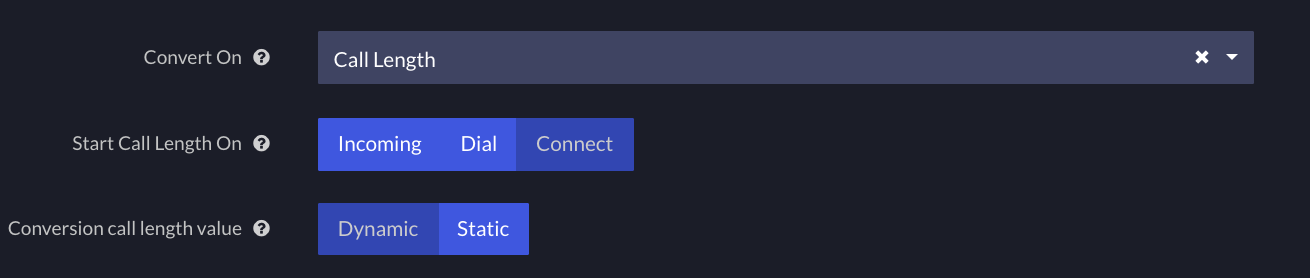 Convert On Call Length
Start Call Length On Incoming Dial Connect
Conversion call length value Dynamic Static